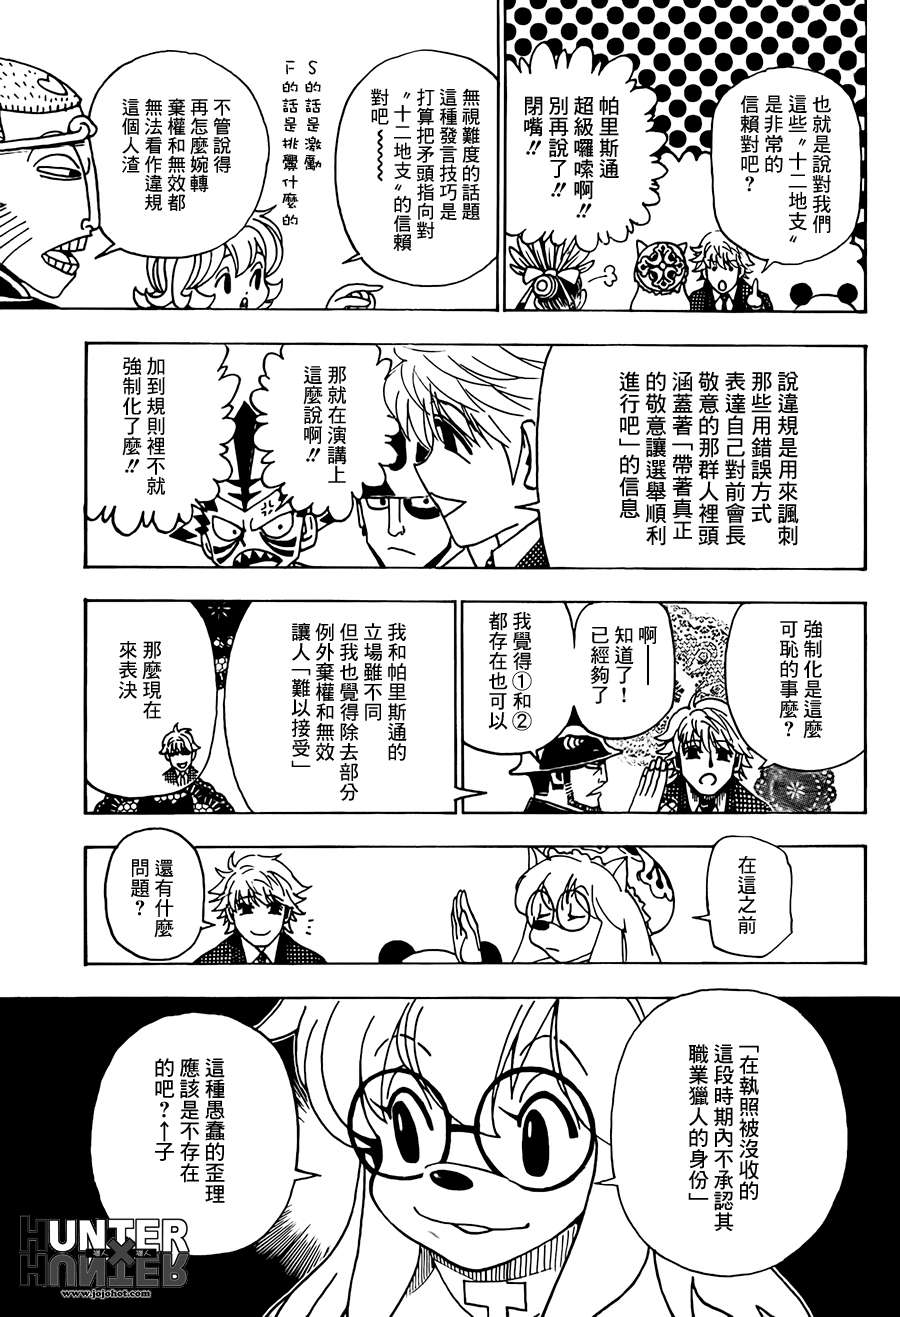 也就是說對我們
這些〝十二地支〞
是非常的
信賴對吧?
帕里斯通
超級囉嗦啊!!
別再說了!!
閉嘴!!
無視難度的話題
這種發言技巧是
打算把矛頭指向對
〝十二地支〞的信賴
對吧~~~~
S的話是激勵
F的話是挑釁什麼的
不管說得
再怎麼婉轉
棄權和無效都
無法看作違規
這個人渣
說違規是用來諷刺
那些用錯誤方式
表達自己對前會長
敬意的那群人裡頭
涵蓋著「帶著真正
的敬意讓選舉順利
進行吧」的信息
那就在演講上
這麼說啊!!
加到規則裡不就
強制化了麼!!
強制化是這麼
可恥的事麼?
啊——
知道了!
已經夠了
我覺得①和②
都存在也可以
我和帕里斯通的
立場雖不同
但我也覺得除去部分
例外棄權和無效
讓人「難以接受」
那麼現在
來表決
在這之前
還有什麼
問題?
「在執照被沒收的
這段時期內不承認其
職業獵人的身份」
這種愚蠢的歪理
應該是不存在
的吧?←子
HUNTER
獵人
獵人
HUNTER
www.jojohot.com